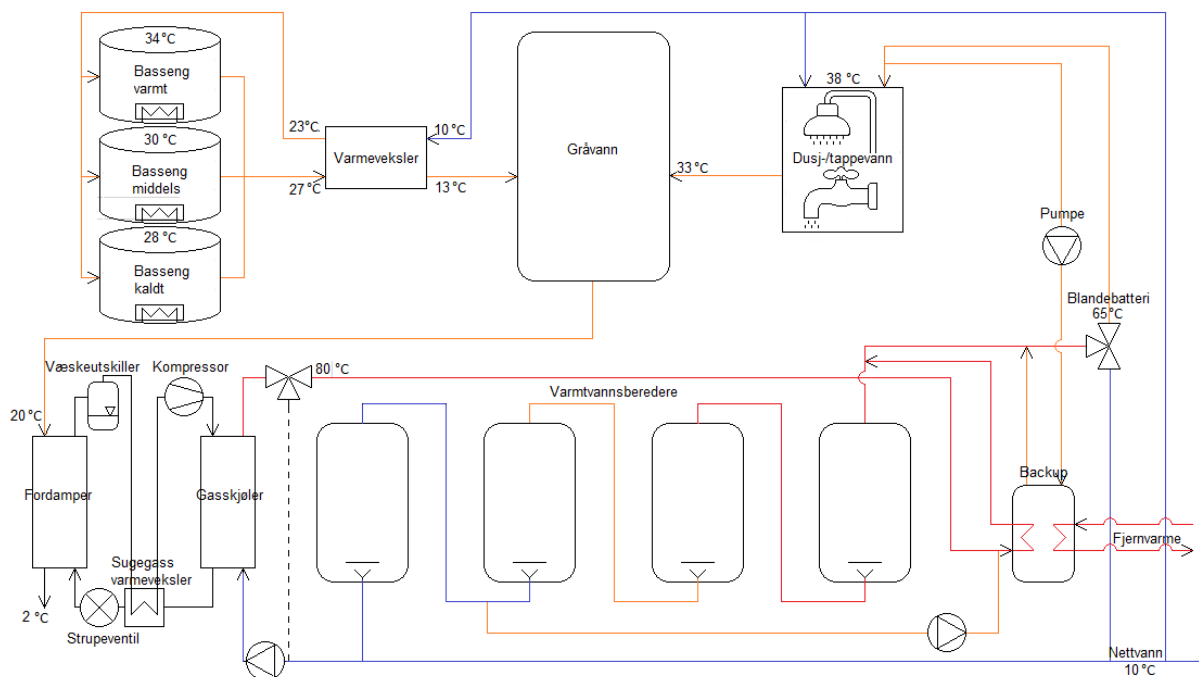 34 °C
Basseng
varmt
30 °C
Basseng
middels
28 °C
Basseng
kaldt
23°C.
10 °C
Varmeveksler
27°C
13 °C
Gråvann
33 °C
38 °C
Dusj-/tappevann
Pumpe
Blandebatteri
65°C
Væskeutskiller
Kompressor
80 °C
Varmtvannsberedere
20 °C
Fordamper
Gasskjøler
Backup
Fjernvarme
Sugegass
varmeveksler
2 °C
Strupeventil
Nettvann
10 °C